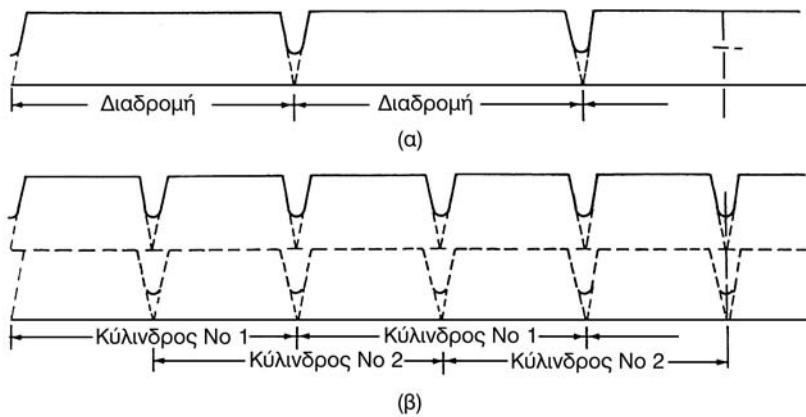 Διαδρομή Διαδρομή
(α)
Κύλινδρος Νο 1 Κύλινδρος Νο 1
Κύλινδρος Νο 2 Κύλινδρος Νο 2
(β)